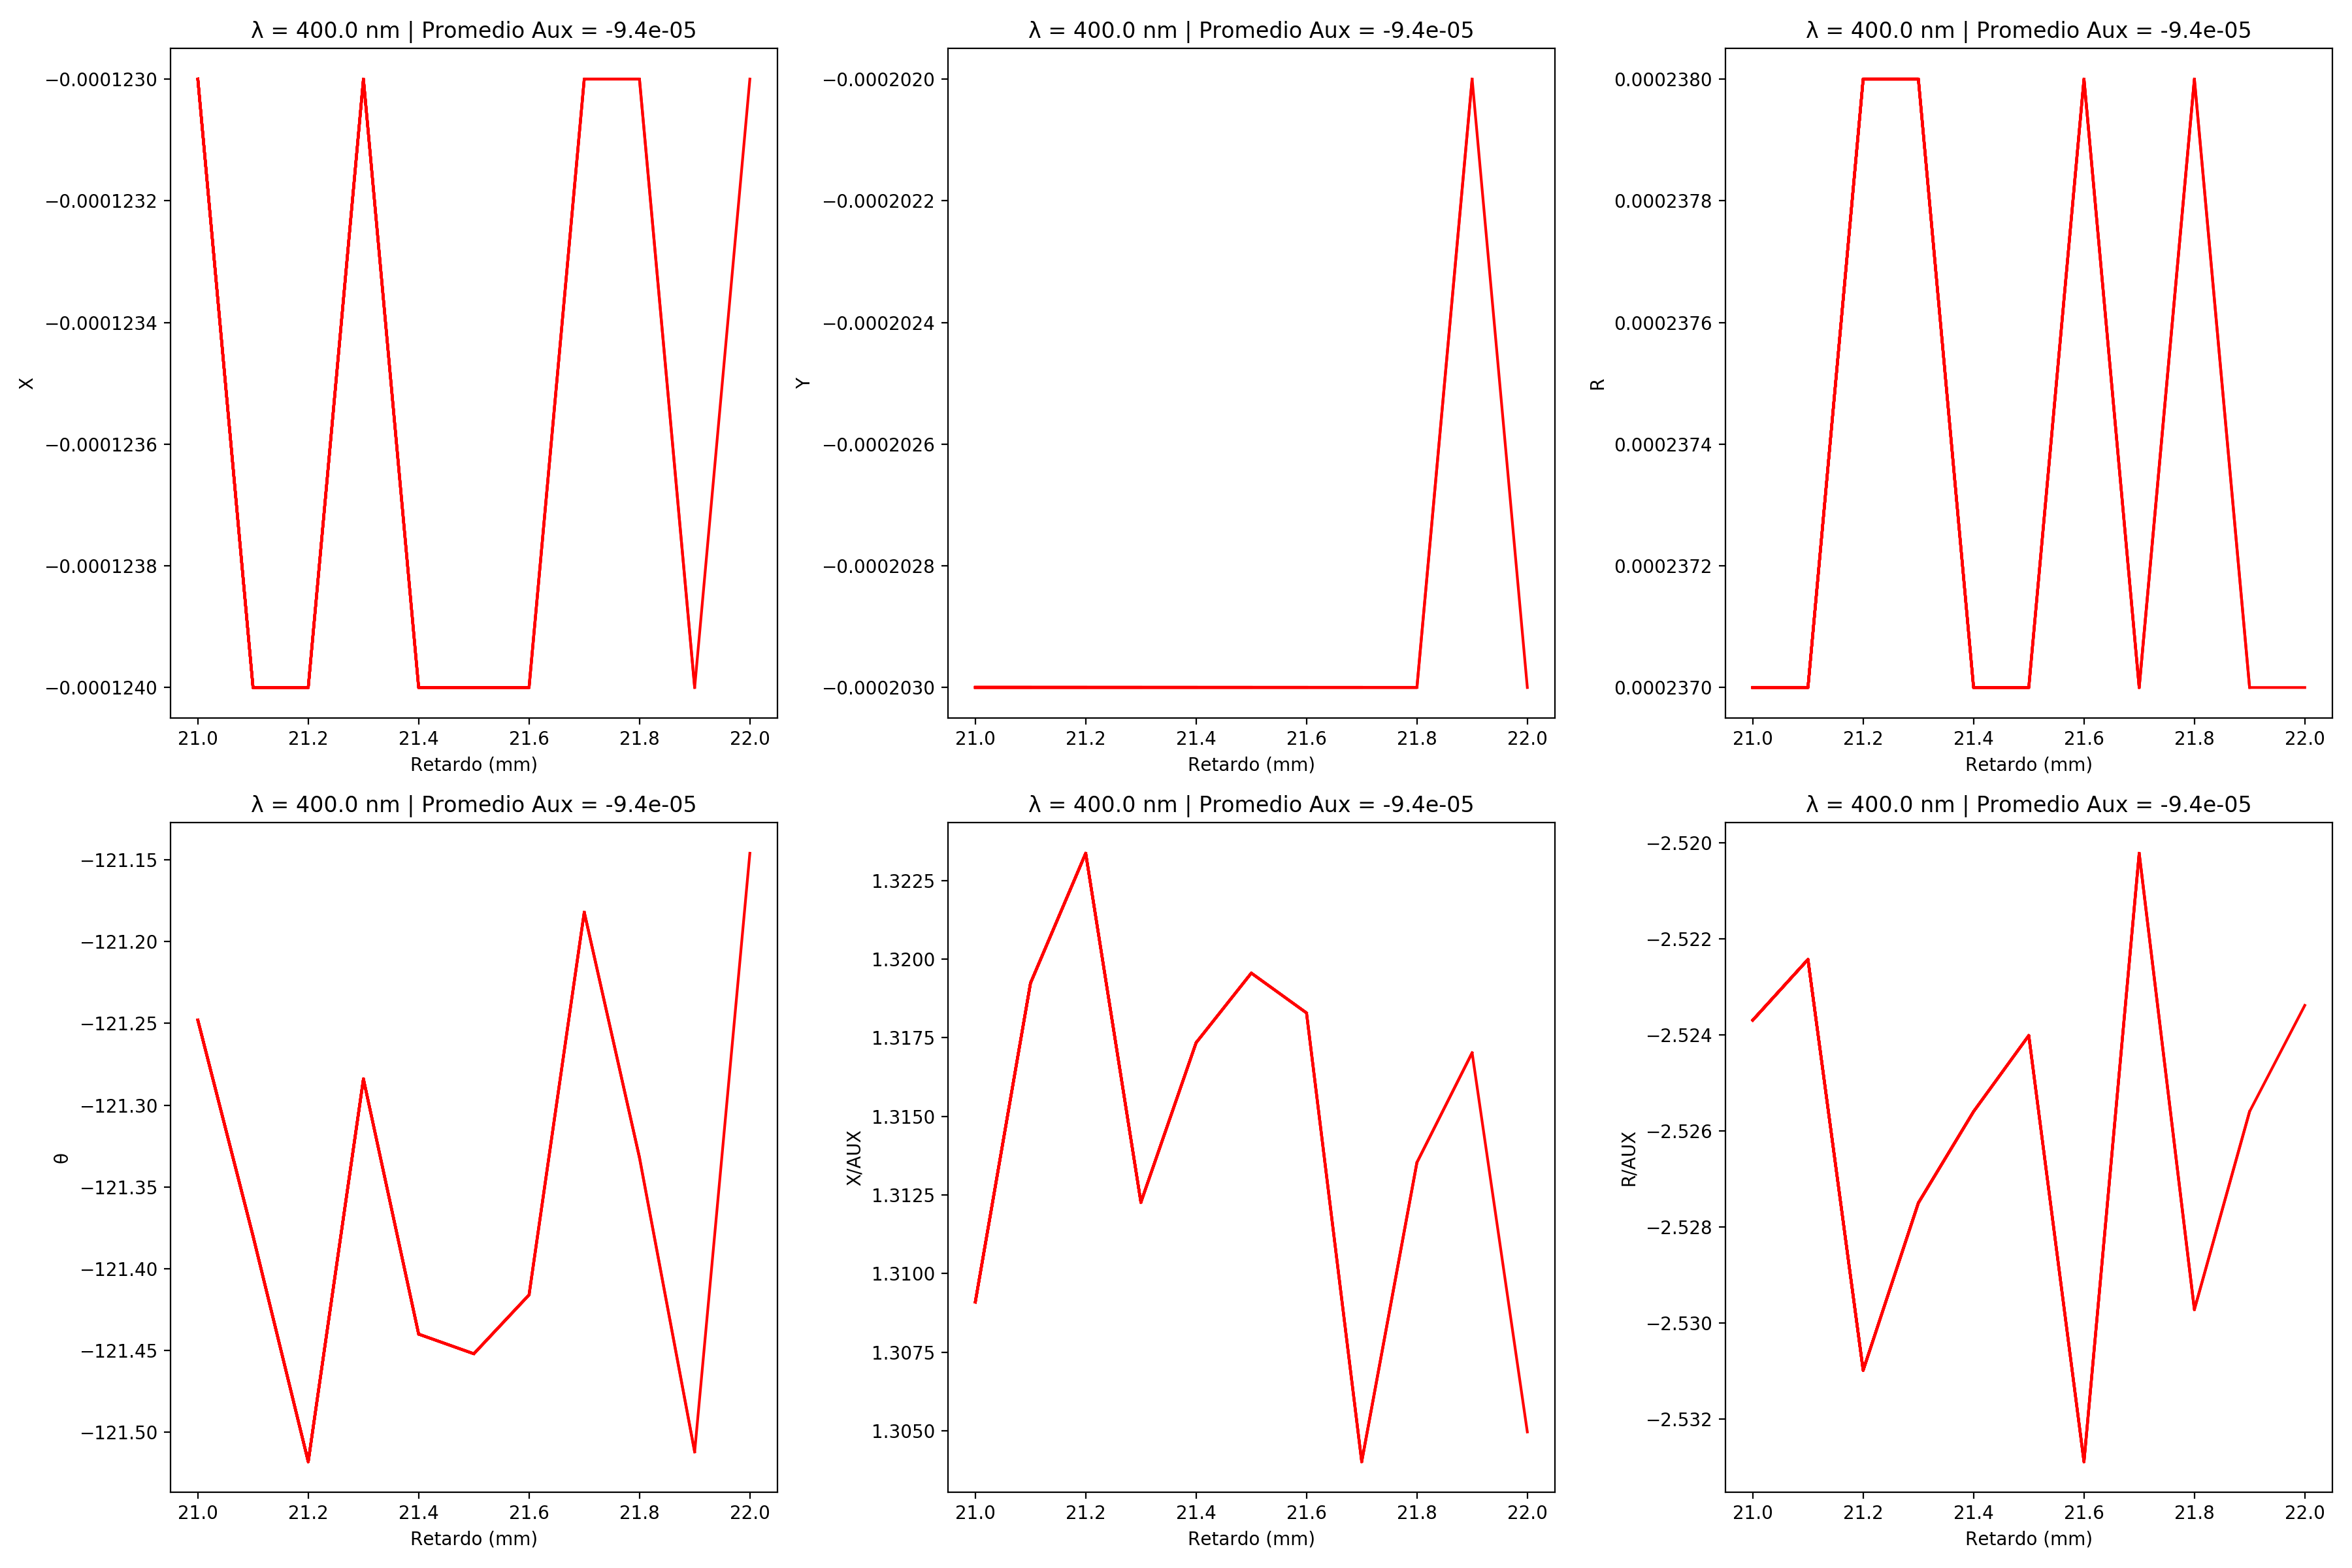 λ = 400.0 nm | Promedio Aux = -9.4e-05
−0.0001230
−0.0001232
−0.0001234
−0.0001236
−0.0001238
−0.0001240
X
21.0 21.2 21.4 21.6 21.8 22.0
Retardo (mm)
λ = 400.0 nm | Promedio Aux = -9.4e-05
−0.0002020
−0.0002022
−0.0002024
−0.0002026
−0.0002028
−0.0002030
Y
21.0 21.2 21.4 21.6 21.8 22.0
Retardo (mm)
λ = 400.0 nm | Promedio Aux = -9.4e-05
0.0002380
0.0002378
0.0002376
0.0002374
0.0002372
0.0002370
R
21.0 21.2 21.4 21.6 21.8 22.0
Retardo (mm)
λ = 400.0 nm | Promedio Aux = -9.4e-05
−121.15
−121.20
−121.25
−121.30
−121.35
−121.40
−121.45
−121.50
θ
21.0 21.2 21.4 21.6 21.8 22.0
Retardo (mm)
λ = 400.0 nm | Promedio Aux = -9.4e-05
1.3225
1.3200
1.3175
1.3150
1.3125
1.3100
1.3075
1.3050
X/AUX
21.0 21.2 21.4 21.6 21.8 22.0
Retardo (mm)
λ = 400.0 nm | Promedio Aux = -9.4e-05
−2.520
−2.522
−2.524
−2.526
−2.528
−2.530
−2.532
R/AUX
21.0 21.2 21.4 21.6 21.8 22.0
Retardo (mm)